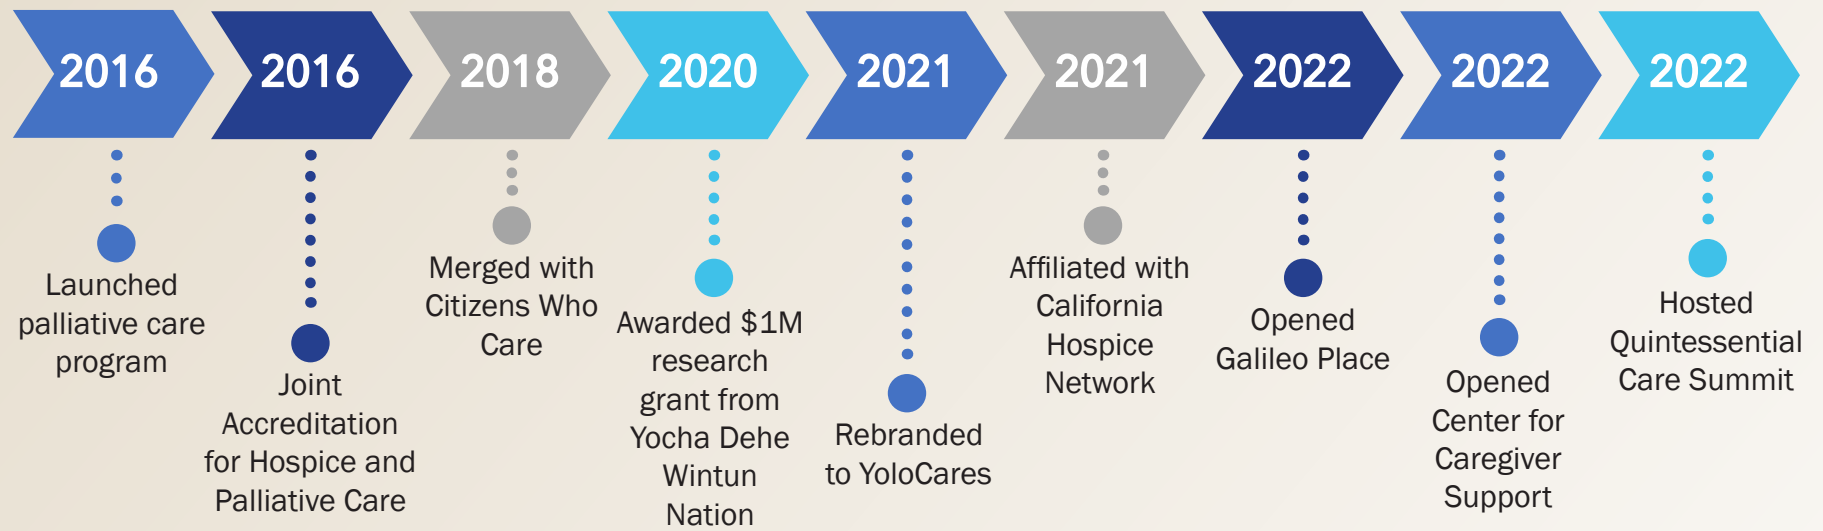 2016
Launched
palliative care
program
2016
Joint
Accreditation
for Hospice and
Palliative Care
2018
Merged with
Citizens Who
Care
2020
Awarded $1M
research
grant from
Yocha Dehe
Wintun
Nation
2021
Rebranded
to YoloCares
2021
Affiliated with
California
Hospice
Network
2022
Opened
Galileo Place
2022
Opened
Center for
Caregiver
Support
2022
Hosted
Quintessential
Care Summit